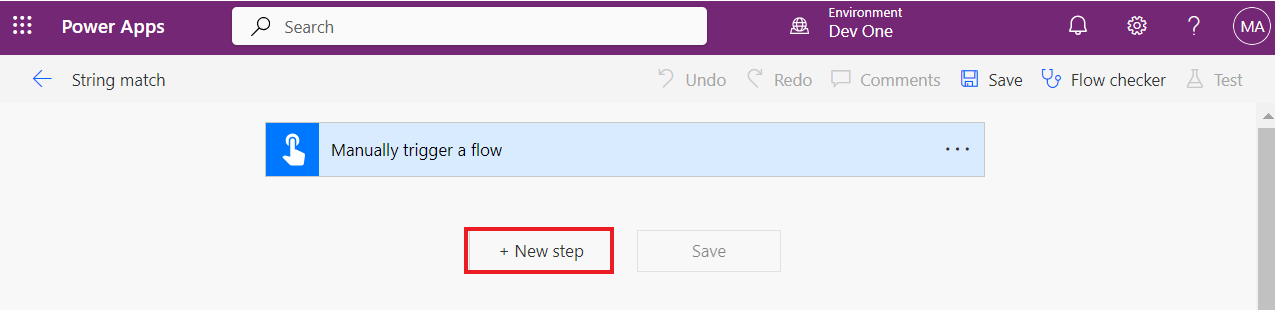 Power Apps
Search
Environment
Dev One
MA
String match
Undo
Redo
Comments
Save
Flow checker
Test
Manually trigger a flow
+ New step
Save